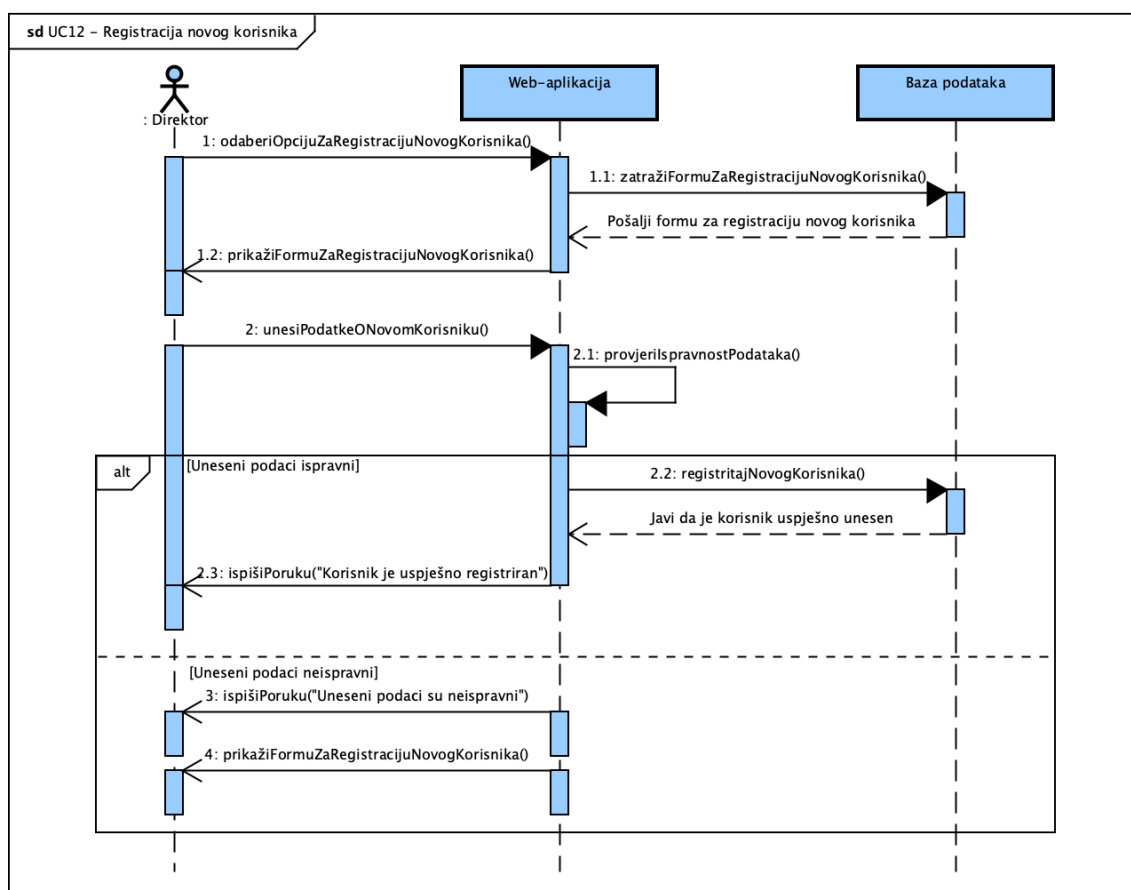 sd UC12 - Registracija novog korisnika
: Direktor
Web-aplikacija
Baza podataka
1: odaberiOpcijuZaRegistracijuNovogKorisnika()
1.1: zatražiFormuZaRegistracijuNovogKorisnika()
Pošalji formu za registraciju novog korisnika
1.2: prikažiFormuZaRegistracijuNovogKorisnika()
2: unesiPodatkeONovomKorisniku()
2.1: provjeriIspravnostPodataka()
alt
[Uneseni podaci ispravni]
2.2: registritajNovogKorisnika()
Javi da je korisnik uspješno unesen
2.3: ispišiPoruku("Korisnik je uspješno registriran")
[Uneseni podaci neispravni]
3: ispišiPoruku("Uneseni podaci su neispravni")
4: prikažiFormuZaRegistracijuNovogKorisnika()